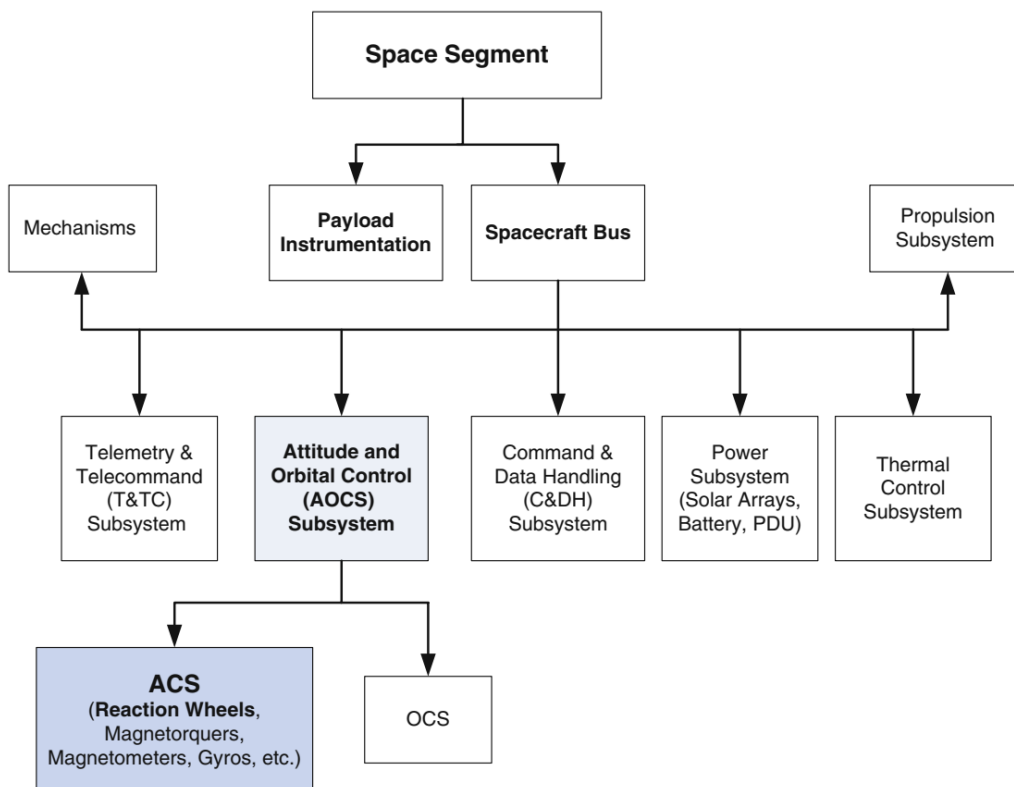 Space Segment
Mechanisms
Payload
Instrumentation
Spacecraft Bus
Propulsion
Subsystem
Telemetry &
Telecommand
(T&TC)
Subsystem
Attitude and
Orbital Control
(AOCS)
Subsystem
Command &
Data Handling
(C&DH)
Subsystem
Power
Subsystem
(Solar Arrays,
Battery, PDU)
Thermal
Control
Subsystem
ACS
(Reaction Wheels,
Magnetorquers,
Magnetometers, Gyros, etc.)
OCS